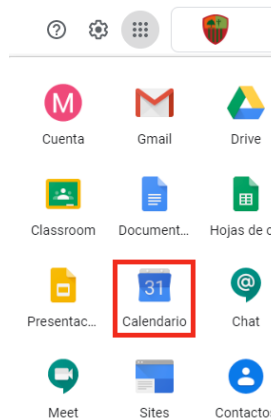 M
Cuenta Gmail Drive
Classroom Document... Hojas de c
31
Presentac... Calendario Chat
Meet Sites Contactos